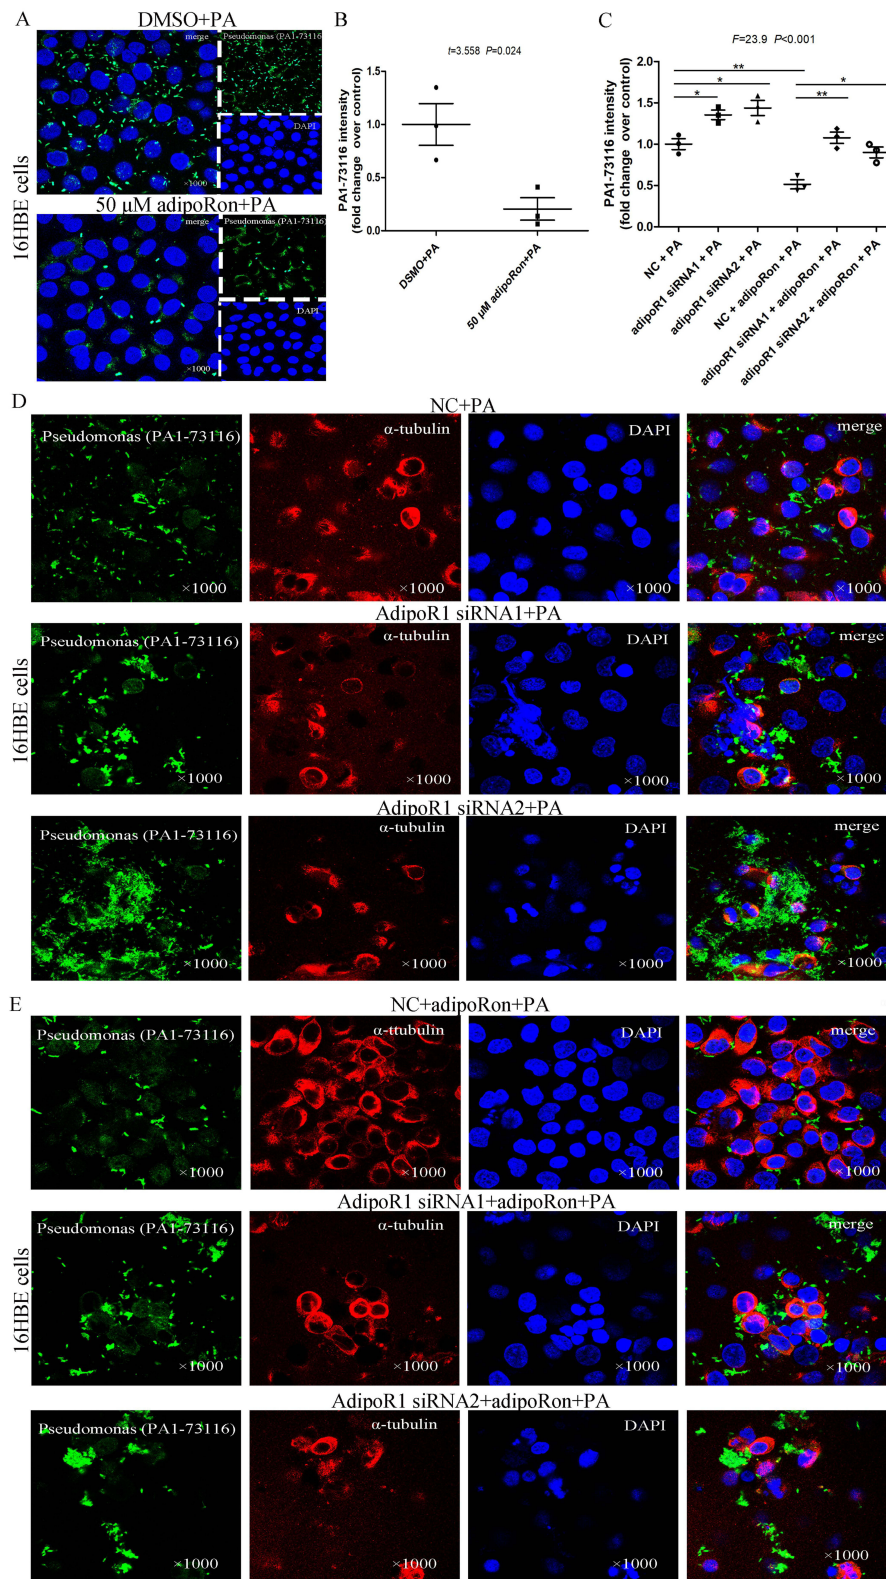 A
DMSO+PA
merge
Pseudomonas (PA1-73116)
DAPI
×1000
50 µM adipoRon+PA
merge
Pseudomonas (PA1-73116)
DAPI
×1000
16HBE cells
B
t=3.558 P=0.024
PA1-73116 intensity
(fold change over control)
1.5
1.0
0.5
0.0
DSMO+PA
50 µM adipoRon+PA
C
F=23.9 P<0.001
PA1-73116 intensity
(fold change over control)
2.0
1.5
1.0
0.5
0.0
**
*
*
*
**
NC + PA
adipoR1 siRNA1 + PA
adipoR1 siRNA2 + PA
NC + adipoRon + PA
adipoR1 siRNA1 + adipoRon + PA
adipoR1 siRNA2 + adipoRon + PA
D
NC+PA
Pseudomonas (PA1-73116)
α-tubulin
DAPI
merge
×1000
×1000
×1000
×1000
AdipoR1 siRNA1+PA
Pseudomonas (PA1-73116)
α-tubulin
DAPI
merge
×1000
×1000
×1000
×1000
16HBE cells
AdipoR1 siRNA2+PA
Pseudomonas (PA1-73116)
α-tubulin
DAPI
merge
×1000
×1000
×1000
×1000
E
NC+adipoRon+PA
Pseudomonas (PA1-73116)
α-ttubulin
DAPI
merge
×1000
×1000
×1000
×1000
AdipoR1 siRNA1+adipoRon+PA
Pseudomonas (PA1-73116)
α-tubulin
DAPI
merge
×1000
×1000
×1000
×1000
16HBE cells
AdipoR1 siRNA2+adipoRon+PA
Pseudomonas (PA1-73116)
α-tubulin
DAPI
merge
×1000
×1000
×1000
×1000